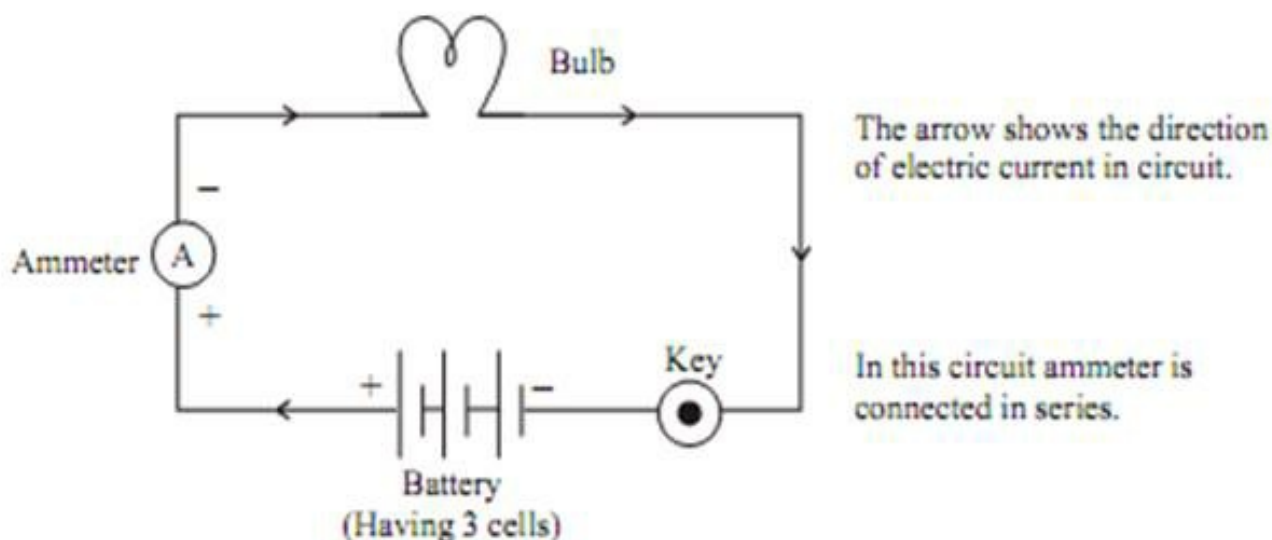 Bulb
The arrow shows the direction
of electric current in circuit.
−
Ammeter
A
+
+
−
Key
In this circuit ammeter is
connected in series.
Battery
(Having 3 cells)